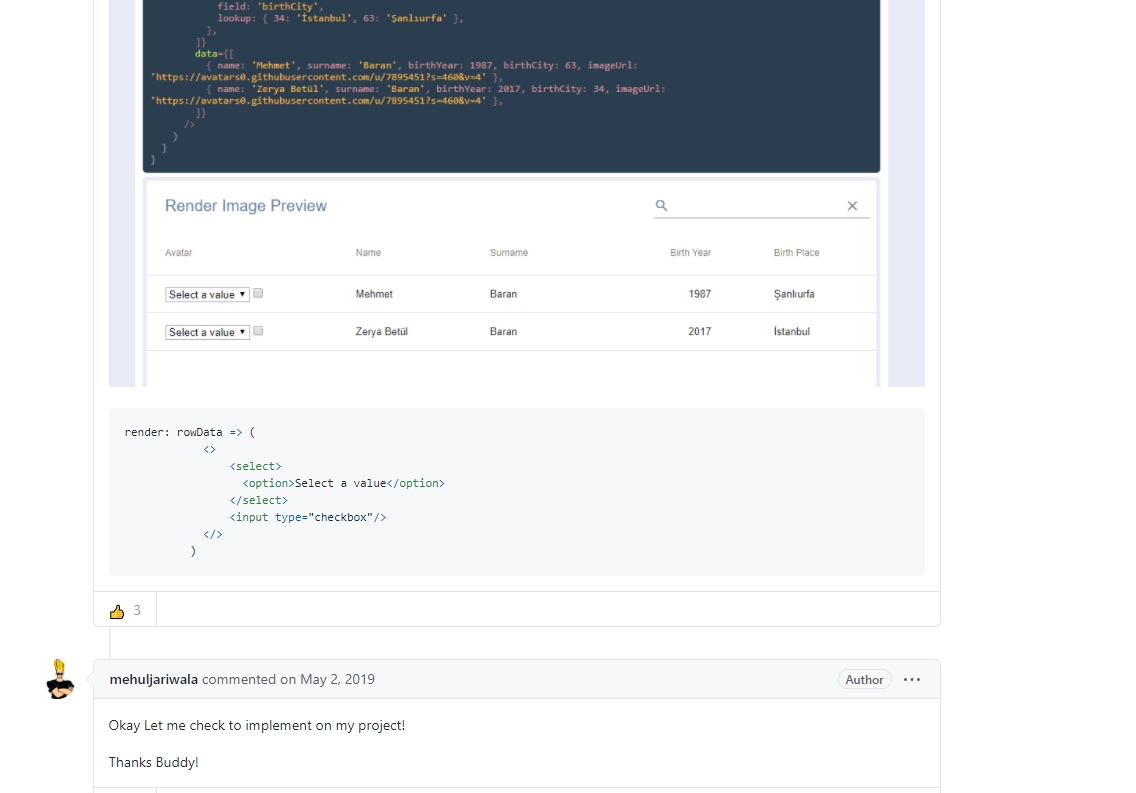 field: 'birthCity',
lookup: { 34: 'İstanbul', 63: 'Şanlıurfa' },
},
]}
data={[
{ name: 'Mehmet', surname: 'Baran', birthYear: 1987, birthCity: 63, imageUrl:
'https://avatars0.githubusercontent.com/u/7895451?s=460&v=4' },
{ name: 'Zerya Betül', surname: 'Baran', birthYear: 2017, birthCity: 34, imageUrl:
'https://avatars0.githubusercontent.com/u/7895451?s=460&v=4' },
]}
/>
)
}
}
Render Image Preview
Avatar Name Surname Birth Year Birth Place
Select a value Mehmet Baran 1987 Şanlıurfa
Select a value Zerya Betül Baran 2017 İstanbul
render: rowData => (
<>
<select>
<option>Select a value</option>
</select>
<input type="checkbox"/>
</>
)
3
mehuljariwala commented on May 2, 2019 Author
Okay Let me check to implement on my project!
Thanks Buddy!